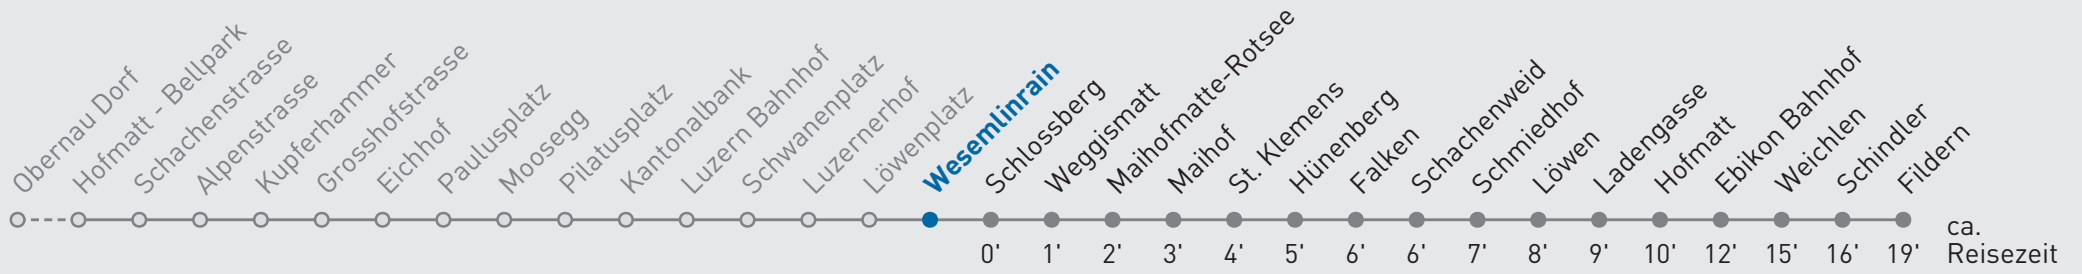 Obernau Dorf
Hofmatt - Bellpark
Schachenstrasse
Alpenstrasse
Kupferhammer
Grosshofstrasse
Eichhof
Paulusplatz
Moosegg
Pilatusplatz
Kantonalbank
Luzern Bahnhof
Schwanenplatz
Luzernerhof
Löwenplatz
Wesemlinrain
Schlossberg
Weggismatt
Maihofmatte-Rotsee
Maihof
St. Klemens
Hünenberg
Falken
Schachenweid
Schmiedhof
Löwen
Ladengasse
Hofmatt
Ebikon Bahnhof
Weichlen
Schindler
Fildern
0' 1' 2' 3' 4' 5' 6' 6' 7' 8' 9' 10' 12' 15' 16' 19'
ca.
Reisezeit